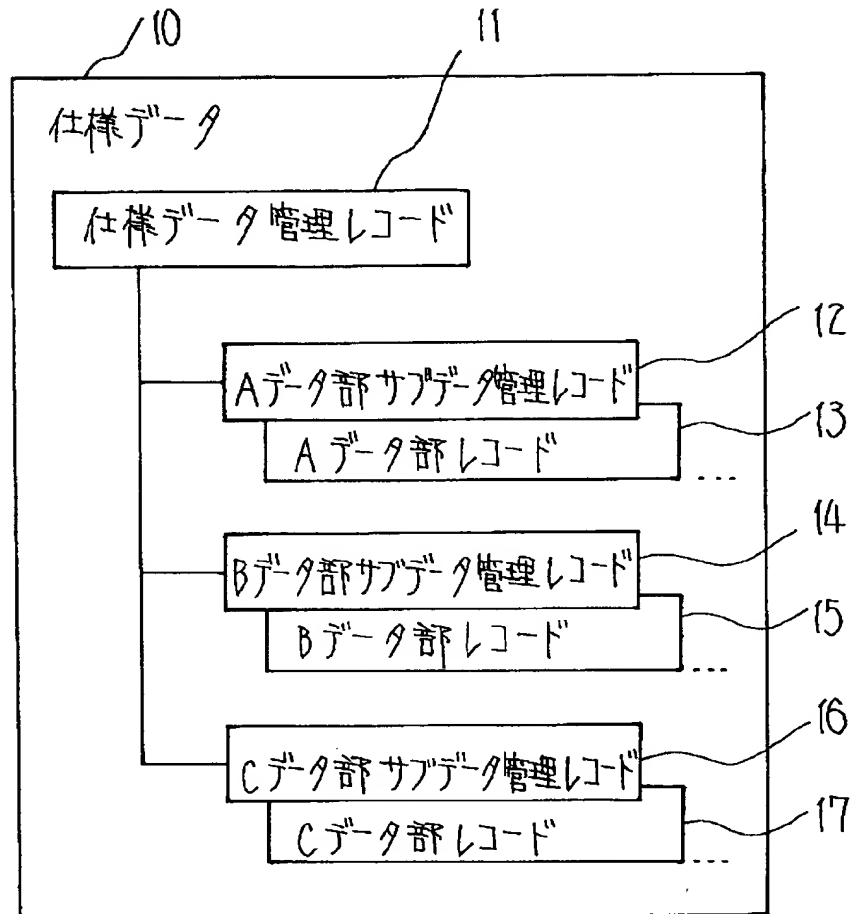 10
11
仕様データ
仕様データ管理レコード
12
Aデータ部サブデータ管理レコード
13
Aデータ部レコード
...
14
Bデータ部サブデータ管理レコード
15
Bデータ部レコード
...
16
Cデータ部サブデータ管理レコード
17
Cデータ部レコード
...